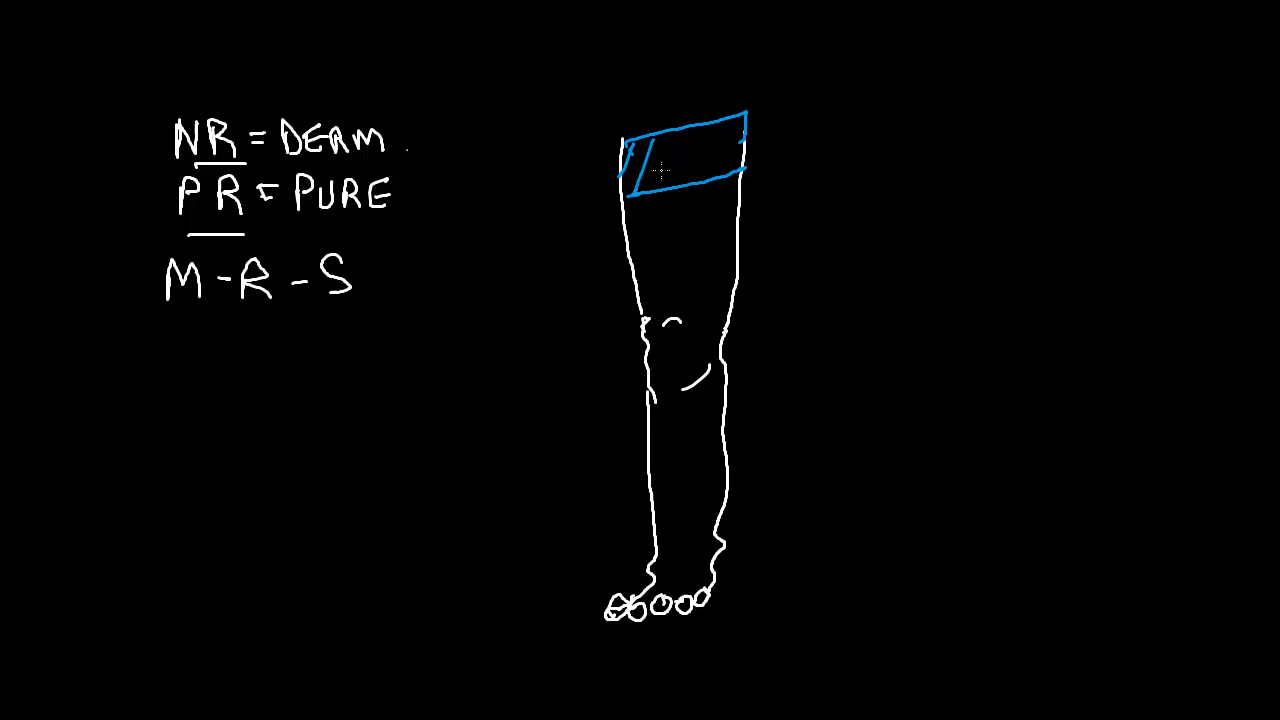 NR = DERM
PR = PURE
M - R - S